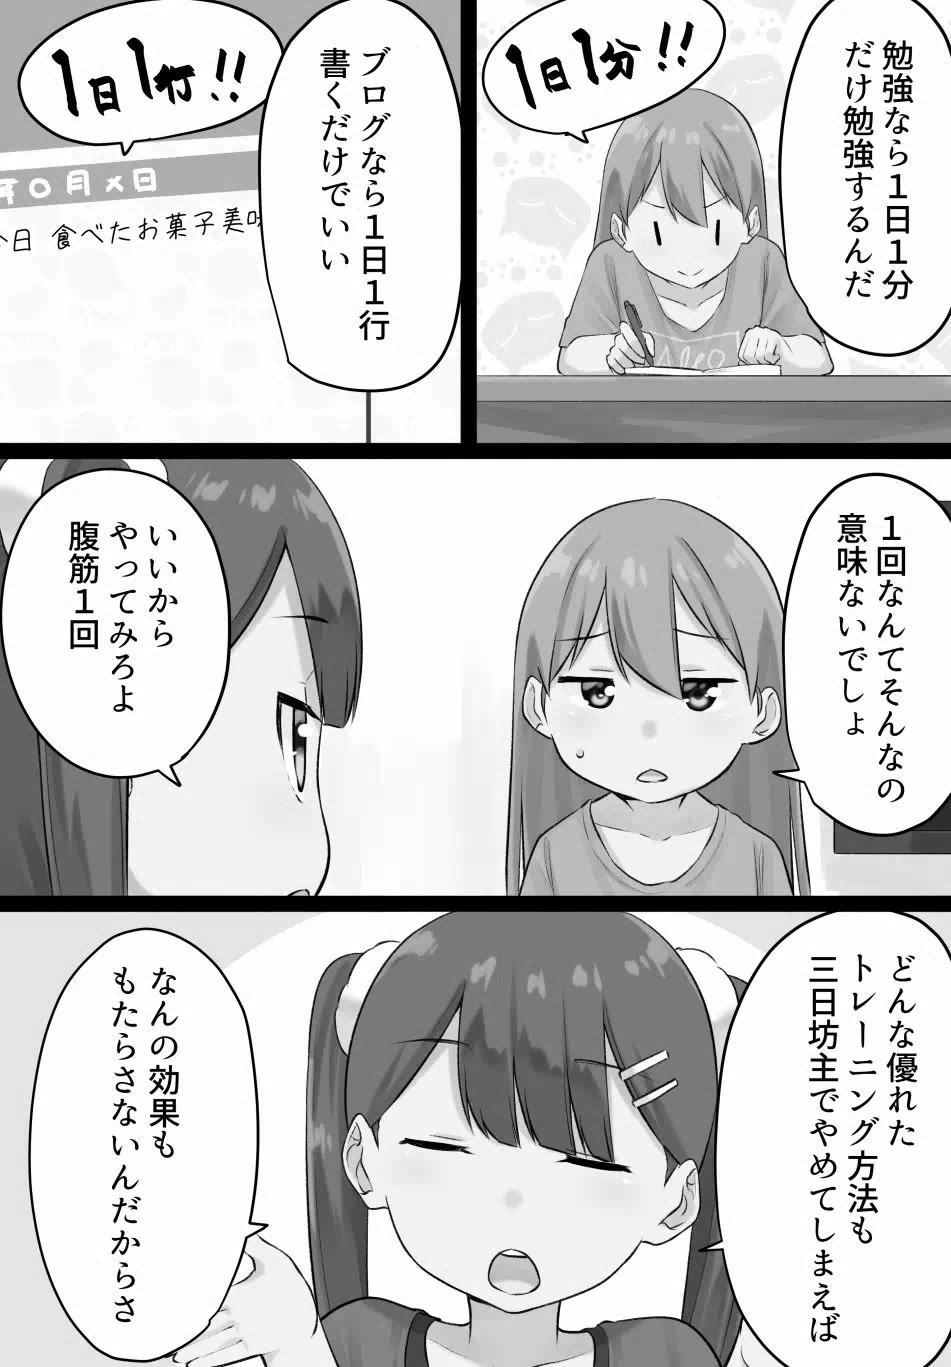 勉強なら１日１分
だけ勉強するんだ
１日１分！！
ブログなら１日１行
書くだけでいい
１日１行！！
年〇月×日
今日 食べたお菓子美味
１回なんてそんなの
意味ないでしょ
いいから
やってみろよ
腹筋１回
どんな優れた
トレーニング方法も
三日坊主でやめてしまえば
なんの効果も
もたらさないんだからさ